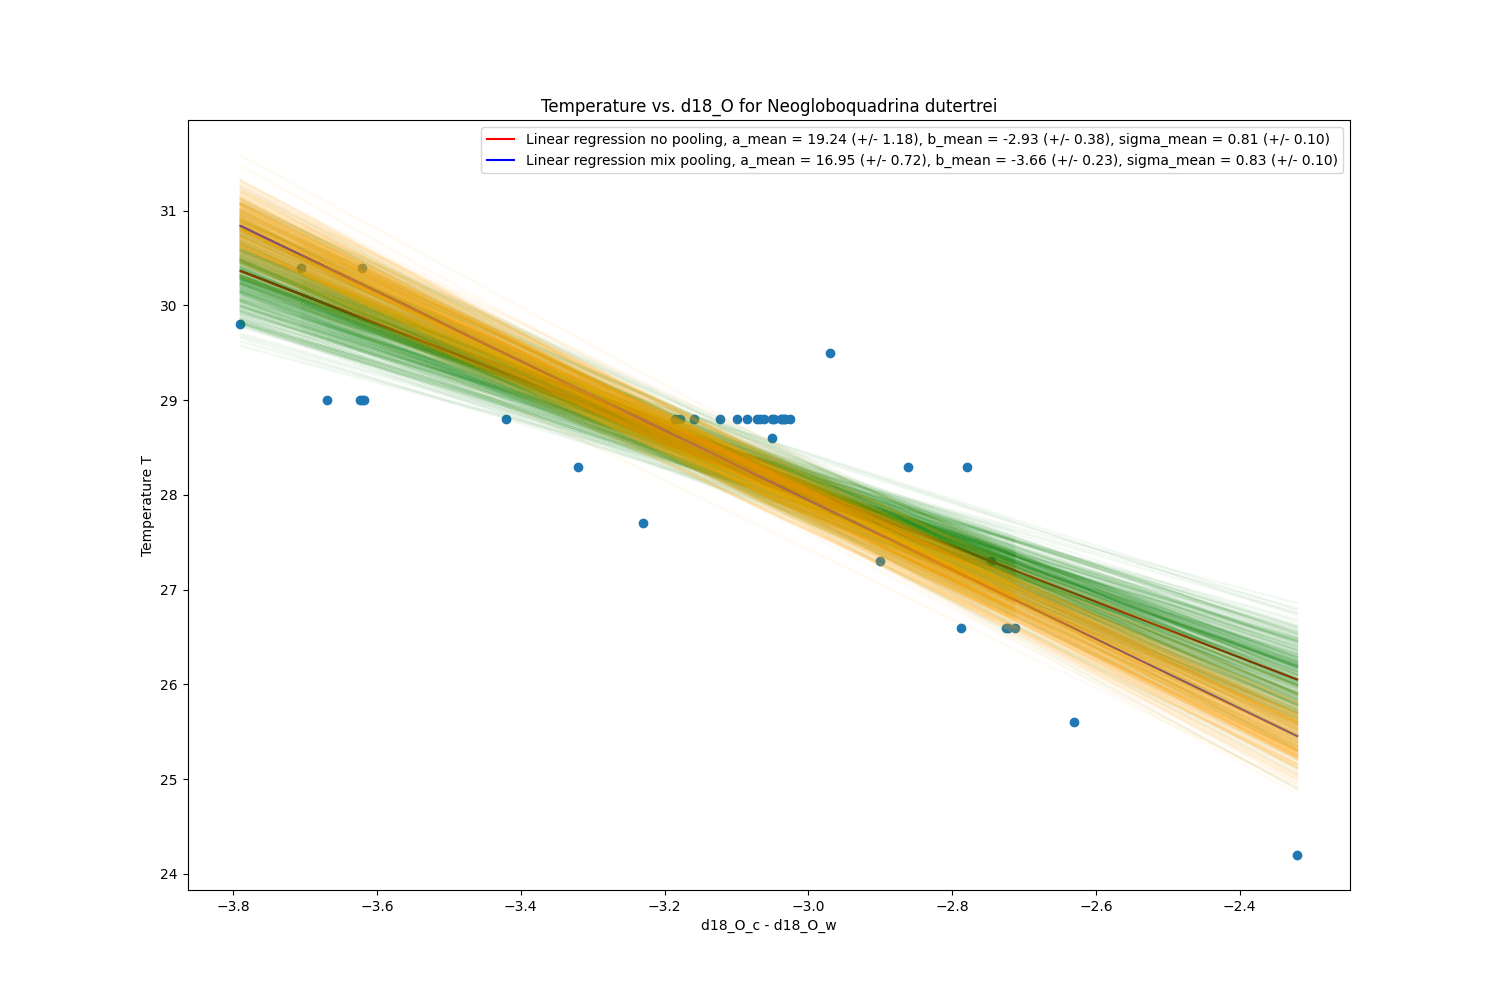 Temperature vs. d18_O for Neogloboquadrina dutertrei
Linear regression no pooling, a_mean = 19.24 (+/- 1.18), b_mean = -2.93 (+/- 0.38), sigma_mean = 0.81 (+/- 0.10)
Linear regression mix pooling, a_mean = 16.95 (+/- 0.72), b_mean = -3.66 (+/- 0.23), sigma_mean = 0.83 (+/- 0.10)
31
30
29
28
27
26
25
24
Temperature T
−3.8 −3.6 −3.4 −3.2 −3.0 −2.8 −2.6 −2.4
d18_O_c - d18_O_w